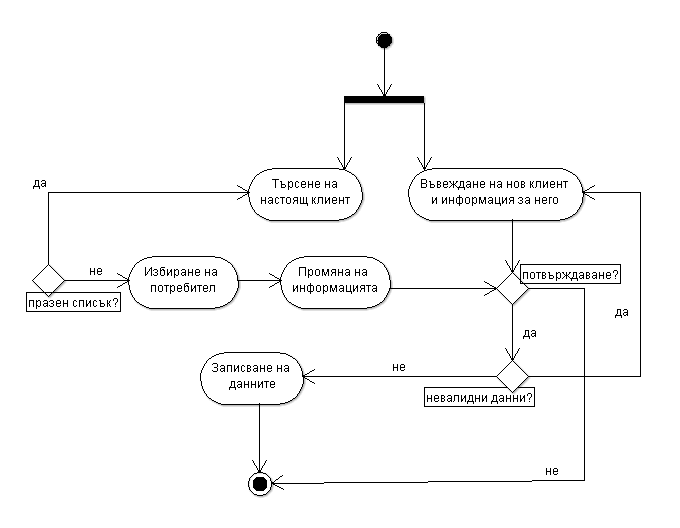 Търсене на
настоящ клиент
Въвеждане на нов клиент
и информация за него
да
не
празен списък?
Избиране на
потребител
Промяна на
информацията
потвърждаване?
да
да
не
невалидни данни?
Записване на
данните
не